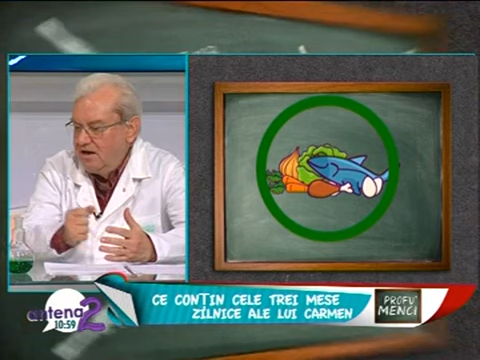 CE CONȚIN CELE TREI MESE
ZILNICE ALE LUI CARMEN
PROFU'
MENCI
antena 2
10:59